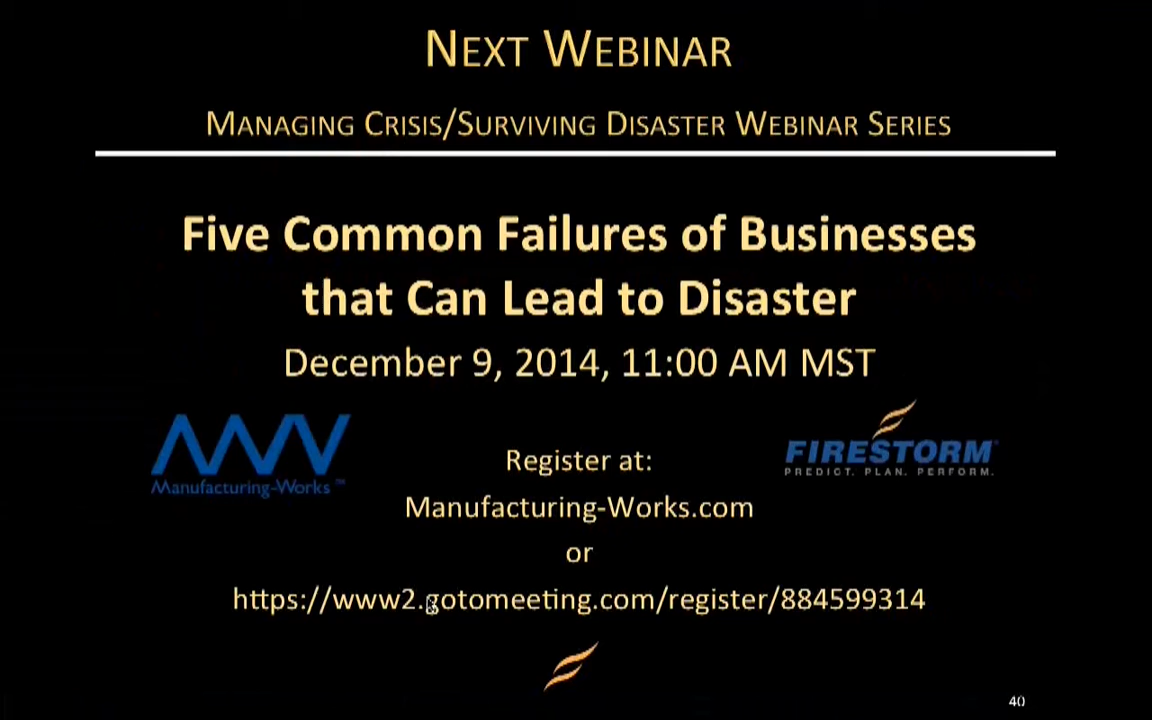 NEXT WEBINAR
MANAGING CRISIS/SURVIVING DISASTER WEBINAR SERIES
Five Common Failures of Businesses
that Can Lead to Disaster
December 9, 2014, 11:00 AM MST
MW
Manufacturing-Works™
FIRESTORM®
PREDICT. PLAN. PERFORM.
Register at:
Manufacturing-Works.com
or
https://www2.gotomeeting.com/register/884599314
40